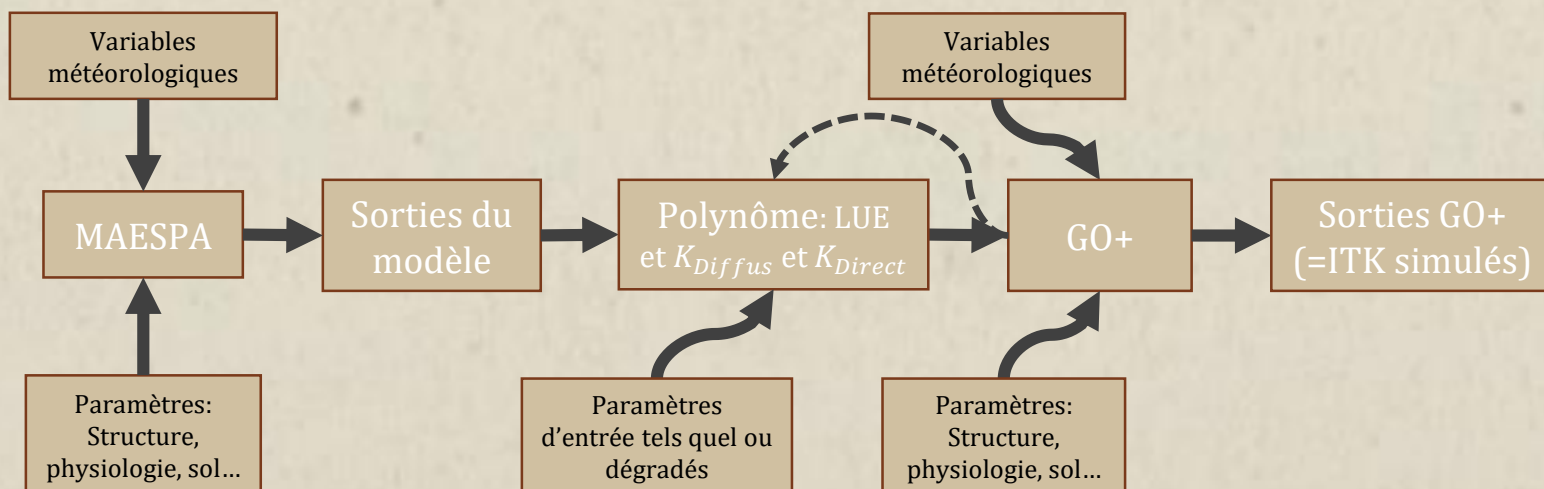 Variables
météorologiques
Variables
météorologiques
MAESPA
Sorties du
modèle
Polynôme: LUE
et K_Diffus et K_Direct
GO+
Sorties GO+
(=ITK simulés)
Paramètres:
Structure,
physiologie, sol…
Paramètres
d’entrée tels quel ou
dégradés
Paramètres:
Structure,
physiologie, sol…